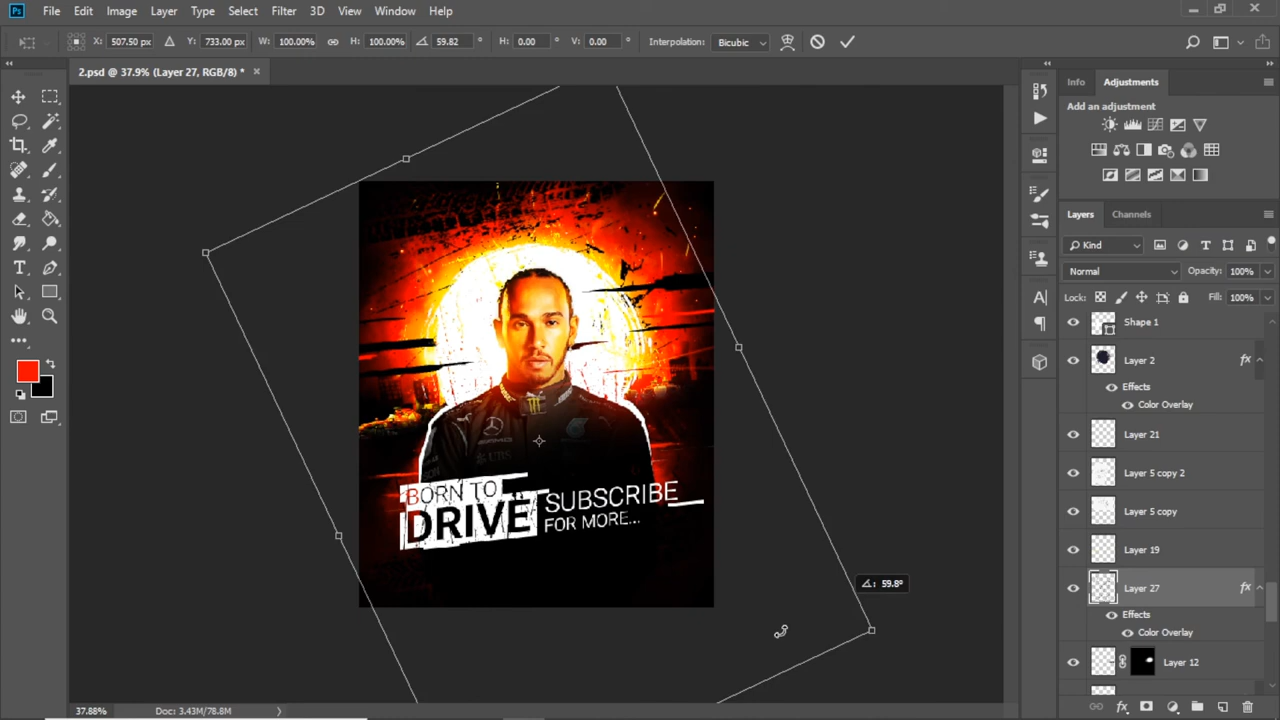 Ps File Edit Image Layer Type Select Filter 3D View Window Help
X: 507.50 px Y: 733.00 px W: 100.00% H: 100.00% 59.82 ° H: 0.00 ° V: 0.00 ° Interpolation: Bicubic
2.psd @ 37.9% (Layer 27, RGB/8) * ×
Info Adjustments
Add an adjustment
Layers Channels
Kind
Normal Opacity: 100%
Lock: Fill: 100%
Shape 1
Layer 2 fx
Effects
Color Overlay
Layer 21
Layer 5 copy 2
Layer 5 copy
Layer 19
Layer 27 fx
Effects
Color Overlay
Layer 12
BORN TO
DRIVE
SUBSCRIBE
FOR MORE...
UBS
59.8°
37.88% Doc: 3.43M/78.8M